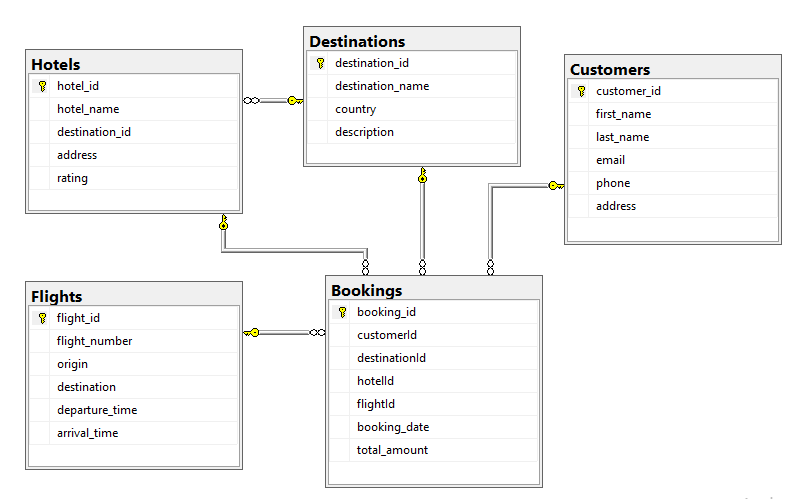 Hotels
hotel_id
hotel_name
destination_id
address
rating
Destinations
destination_id
destination_name
country
description
Customers
customer_id
first_name
last_name
email
phone
address
Flights
flight_id
flight_number
origin
destination
departure_time
arrival_time
Bookings
booking_id
customerId
destinationId
hotelId
flightId
booking_date
total_amount